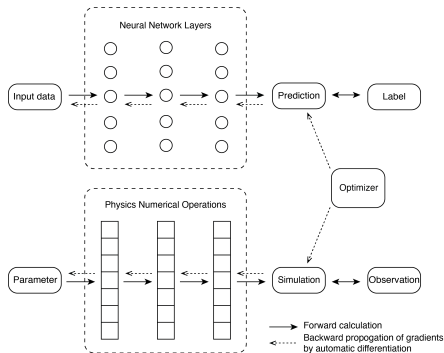 Neural Network Layers
Input data
Prediction
Label
Optimizer
Physics Numerical Operations
Parameter
Simulation
Observation
Forward calculation
Backward propogation of gradients
by automatic differentiation